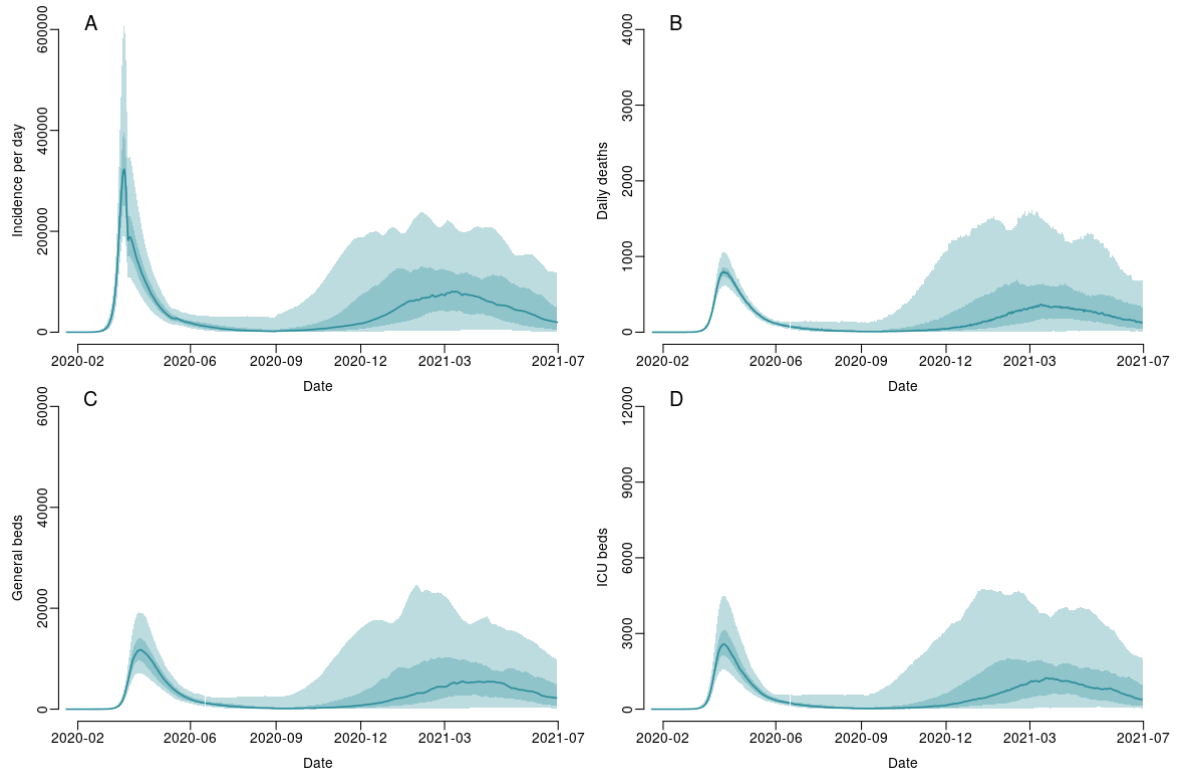 A
Incidence per day
600000
400000
200000
0
2020-02 2020-06 2020-09 2020-12 2021-03 2021-07
Date
B
Daily deaths
4000
3000
2000
1000
0
2020-02 2020-06 2020-09 2020-12 2021-03 2021-07
Date
C
General beds
60000
40000
20000
0
2020-02 2020-06 2020-09 2020-12 2021-03 2021-07
Date
D
ICU beds
12000
9000
6000
3000
0
2020-02 2020-06 2020-09 2020-12 2021-03 2021-07
Date